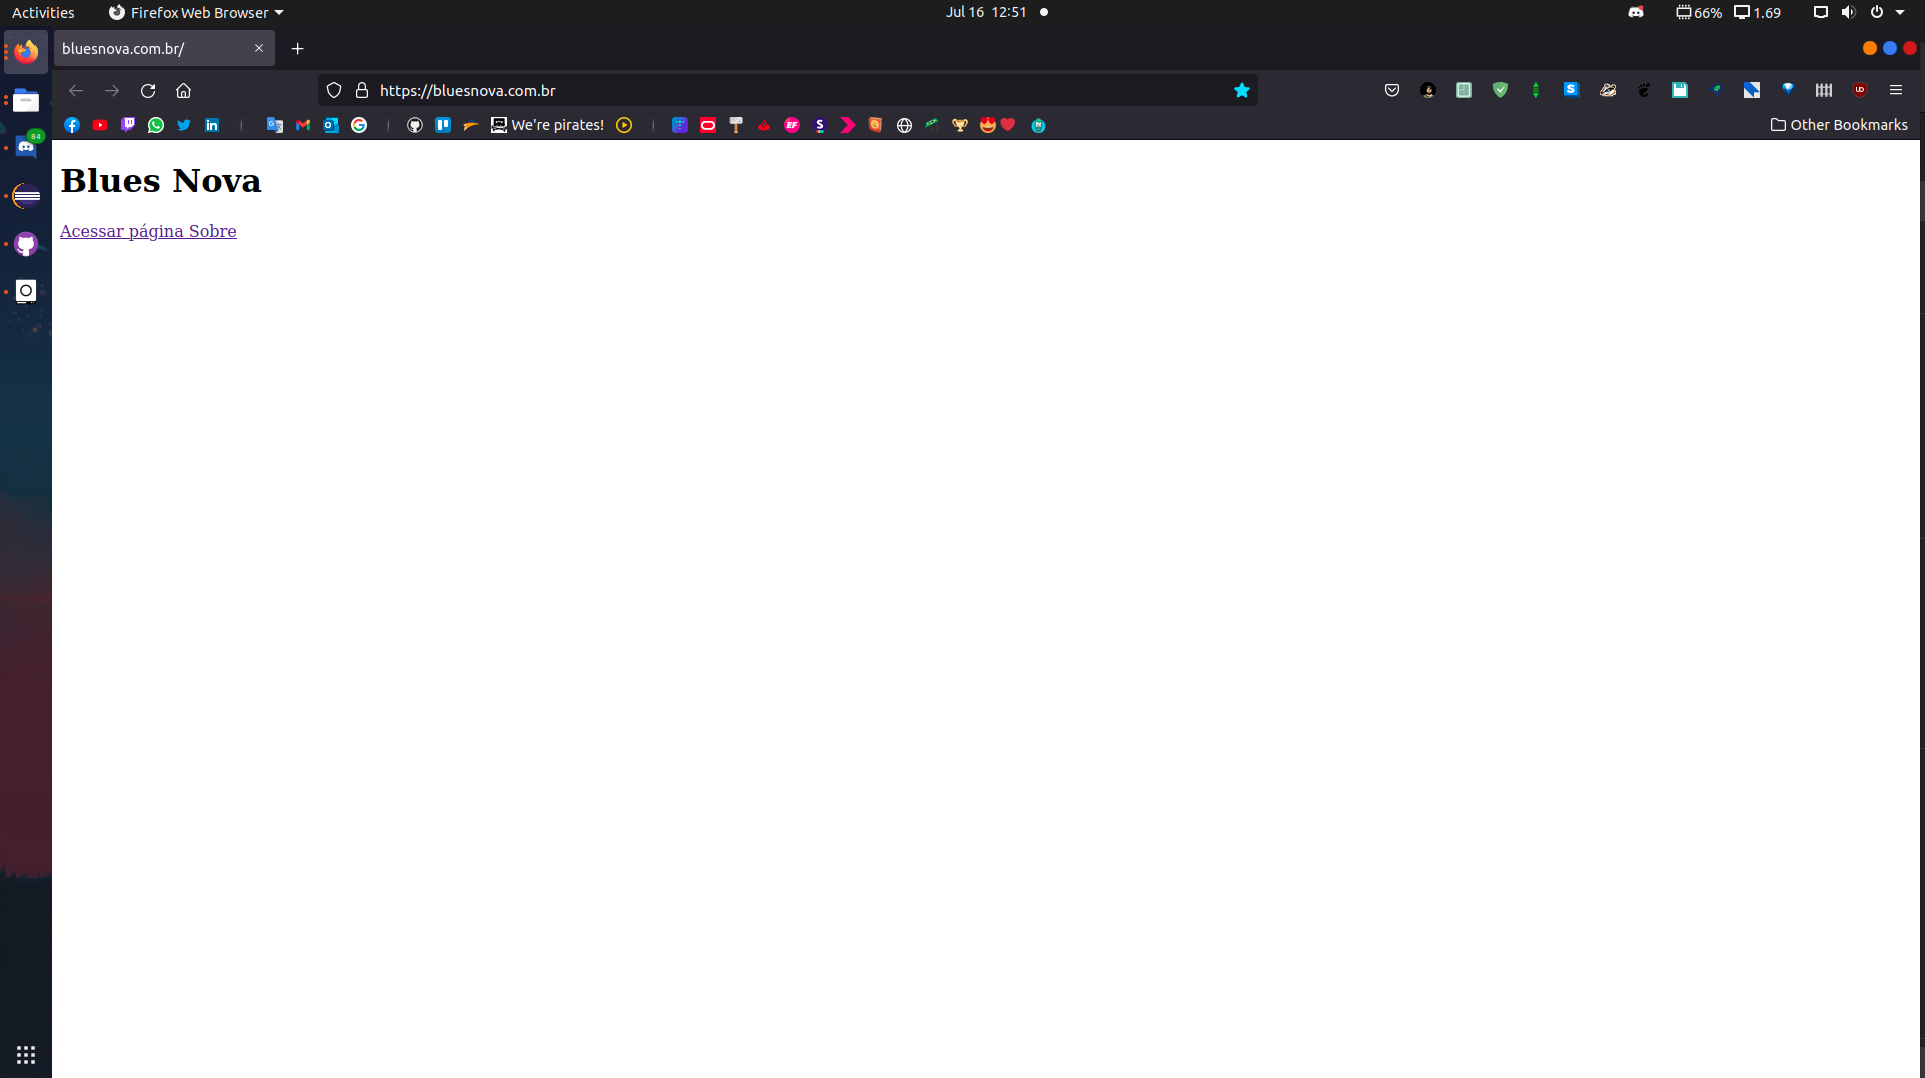 Activities
Firefox Web Browser
Jul 16 12:51
66%
1.69
bluesnova.com.br/
https://bluesnova.com.br
84
We're pirates!
Other Bookmarks
Blues Nova
Acessar página Sobre